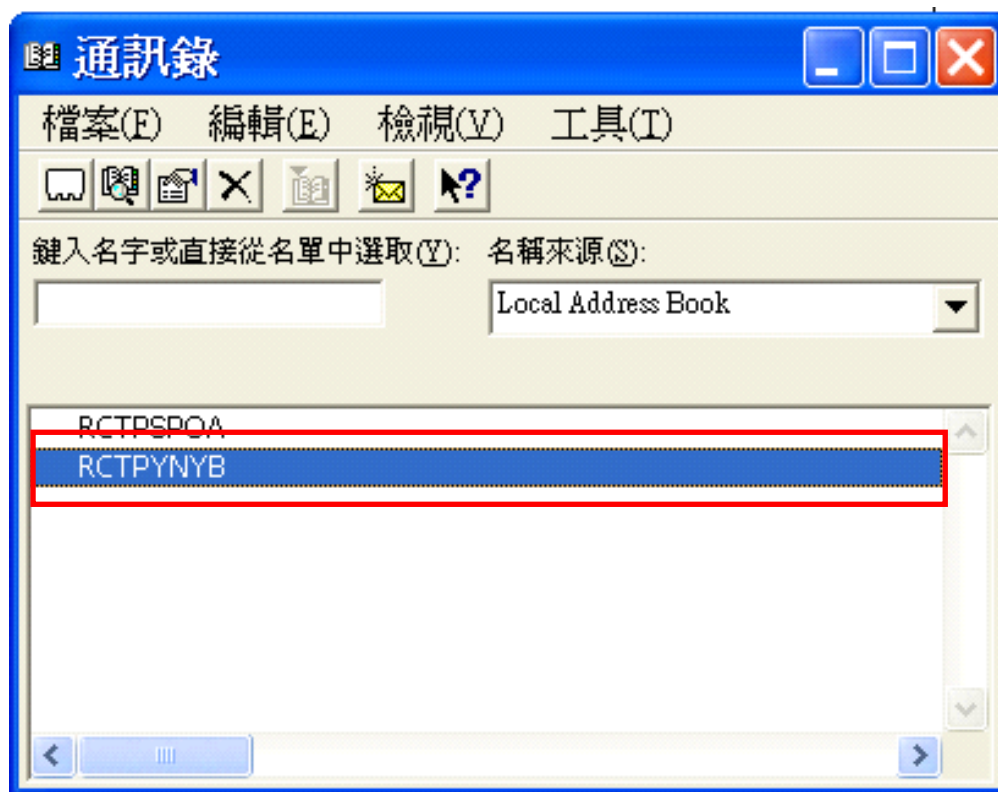 通訊錄
檔案(F) 編輯(E) 檢視(V) 工具(T)
鍵入名字或直接從名單中選取(Y): 名稱來源(S):
Local Address Book
RCTPSPOA
RCTPYNYB